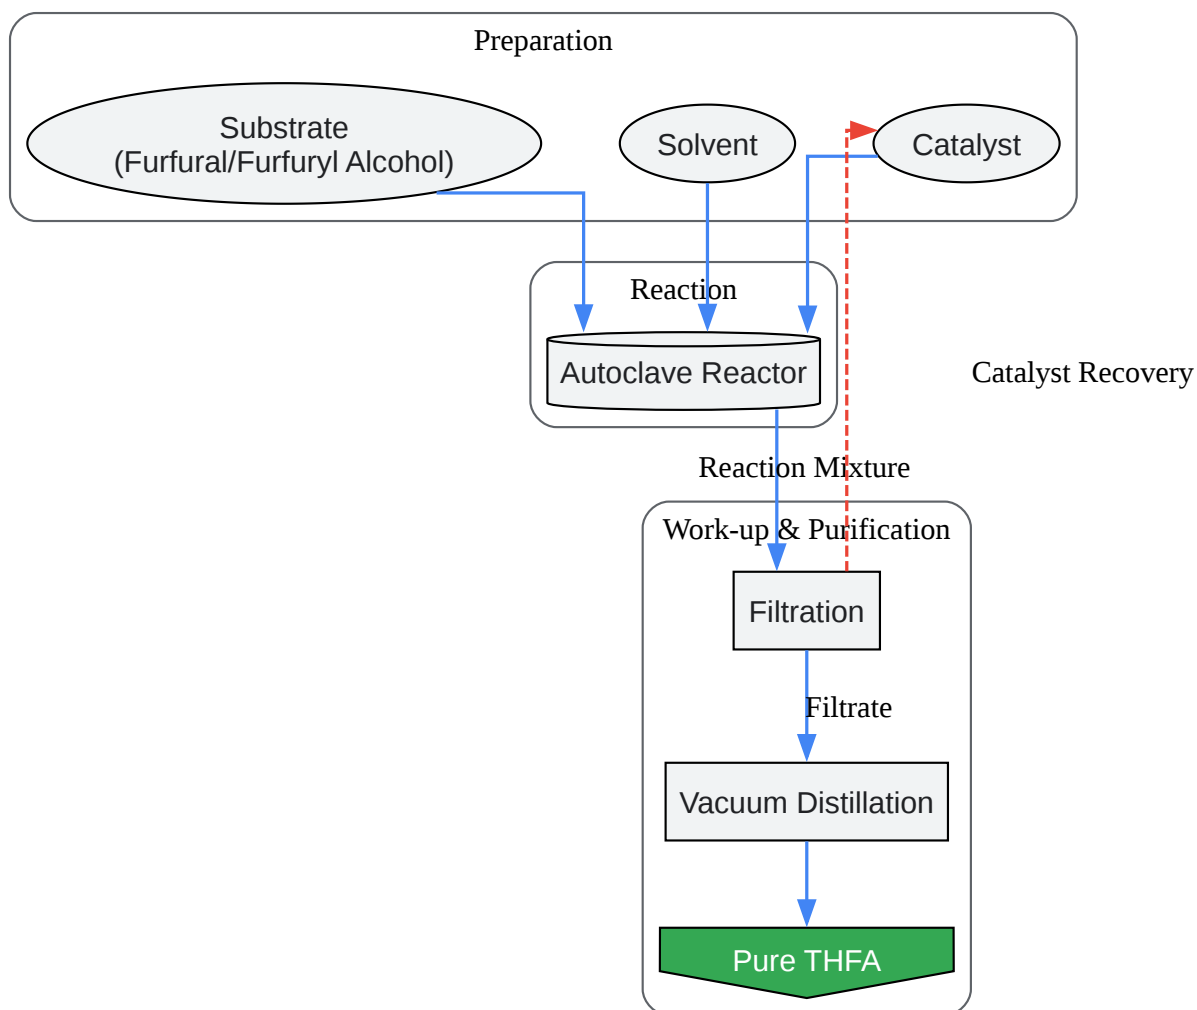 Preparation
Substrate
(Furfural/Furfuryl Alcohol)
Solvent
Catalyst
Reaction
Autoclave Reactor
Catalyst Recovery
Reaction Mixture
Work-up & Purification
Filtration
Filtrate
Vacuum Distillation
Pure THFA